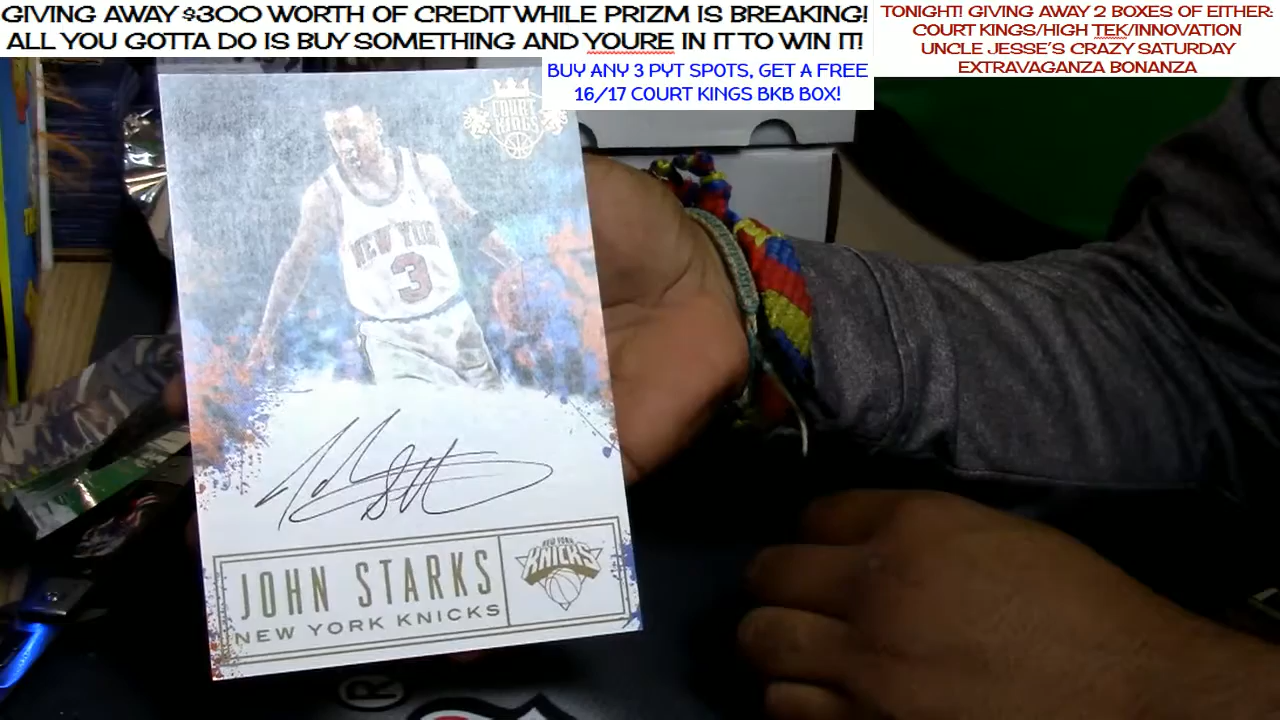 GIVING AWAY $300 WORTH OF CREDIT WHILE PRIZM IS BREAKING!
ALL YOU GOTTA DO IS BUY SOMETHING AND YOURE IN IT TO WIN IT!
BUY ANY 3 PYT SPOTS, GET A FREE
16/17 COURT KINGS BKB BOX!
TONIGHT! GIVING AWAY 2 BOXES OF EITHER:
COURT KINGS/HIGH TEK/INNOVATION
UNCLE JESSE'S CRAZY SATURDAY
EXTRAVAGANZA BONANZA
COURT
KINGS
NEW YORK
3
JOHN STARKS
NEW YORK KNICKS
NEW YORK
KNICKS
R